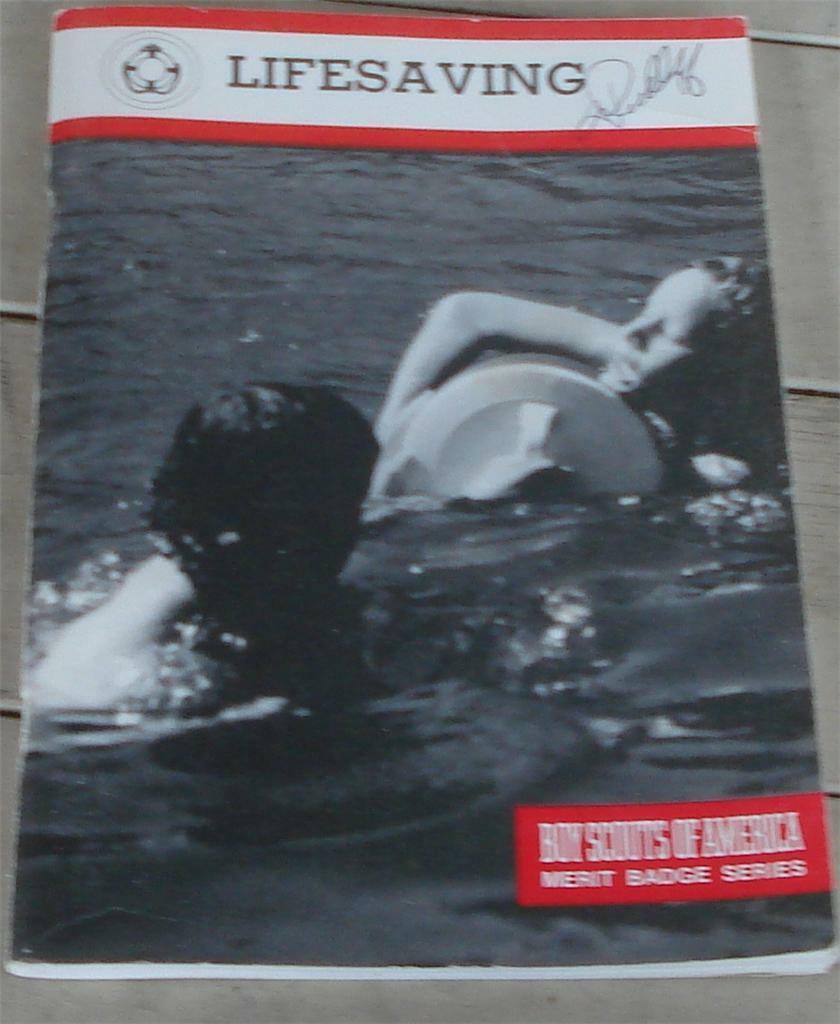 LIFESAVING
BOY SCOUTS OF AMERICA
MERIT BADGE SERIES